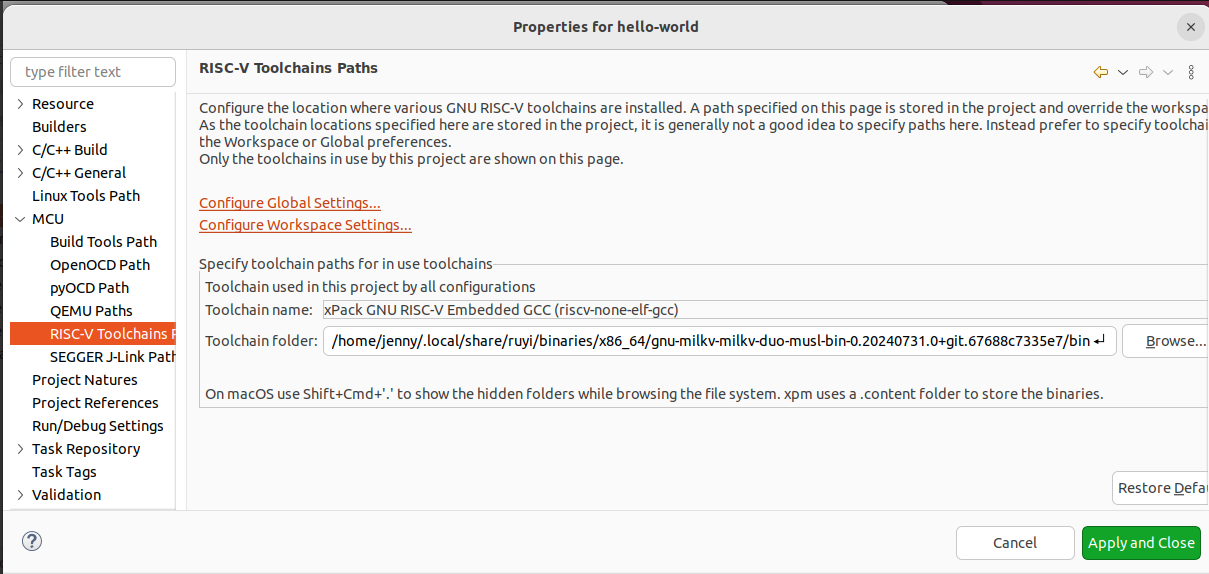 Properties for hello-world
type filter text
Resource
Builders
C/C++ Build
C/C++ General
Linux Tools Path
MCU
Build Tools Path
OpenOCD Path
pyOCD Path
QEMU Paths
RISC-V Toolchains P
SEGGER J-Link Path
Project Natures
Project References
Run/Debug Settings
Task Repository
Task Tags
Validation
RISC-V Toolchains Paths
Configure the location where various GNU RISC-V toolchains are installed. A path specified on this page is stored in the project and override the workspa
As the toolchain locations specified here are stored in the project, it is generally not a good idea to specify paths here. Instead prefer to specify toolchai
the Workspace or Global preferences.
Only the toolchains in use by this project are shown on this page.
Configure Global Settings...
Configure Workspace Settings...
Specify toolchain paths for in use toolchains
Toolchain used in this project by all configurations
Toolchain name: xPack GNU RISC-V Embedded GCC (riscv-none-elf-gcc)
Toolchain folder: /home/jenny/.local/share/ruyi/binaries/x86_64/gnu-milkv-milkv-duo-musl-bin-0.20240731.0+git.67688c7335e7/bin Browse...
On macOS use Shift+Cmd+'.' to show the hidden folders while browsing the file system. xpm uses a .content folder to store the binaries.
Restore Defau
? Cancel Apply and Close